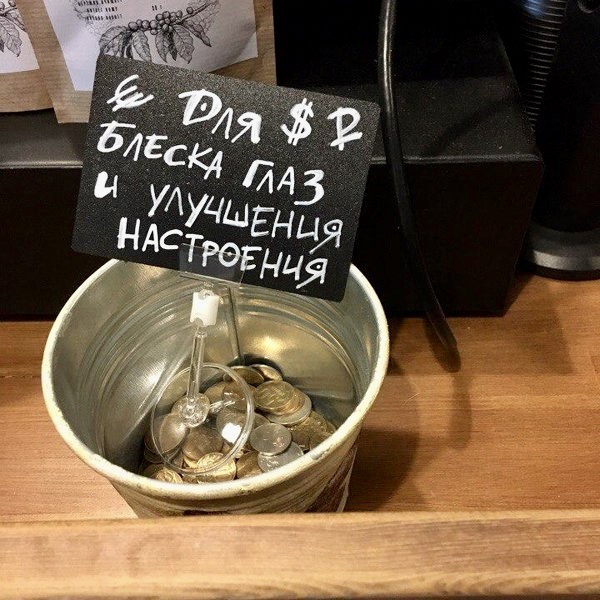 € Для $ ₽
БЛЕСКА ГЛАЗ
и УЛУЧШЕНИЯ
НАСТРОЕНИЯ